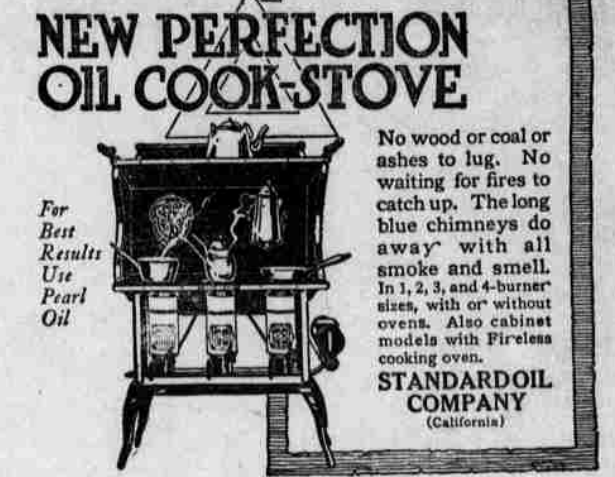 NEW PERFECTION
OIL COOK-STOVE
For
Best
Results
Use
Pearl
Oil
No wood or coal or
ashes to lug. No
waiting for fires to
catch up. The long
blue chimneys do
away with all
smoke and smell.
In 1, 2, 3, and 4-burner
sizes, with or without
ovens. Also cabinet
models with Fireless
cooking oven.
STANDARD OIL
COMPANY
(California)